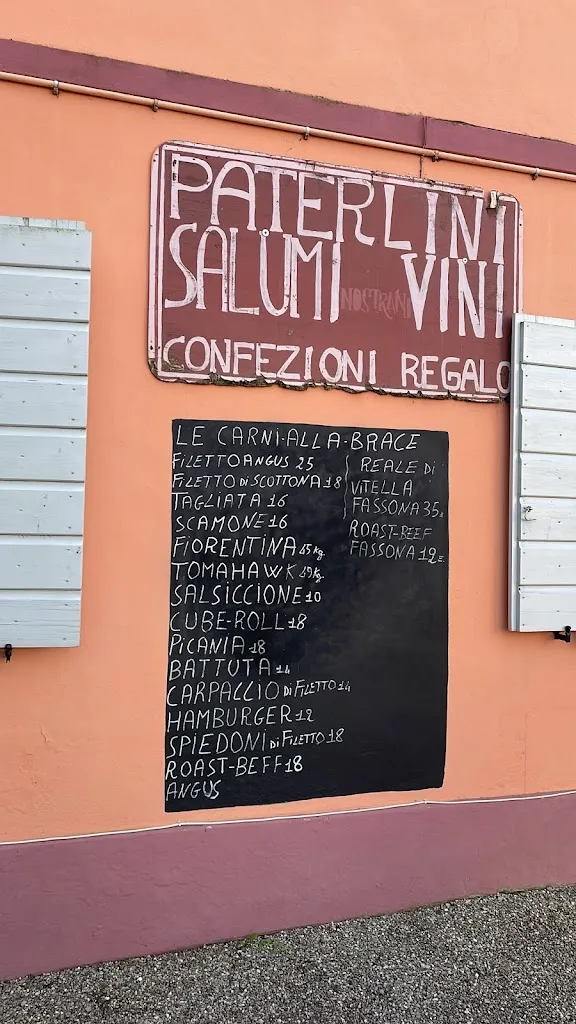 PATERLINI
SALUMI NOSTRANI VINI
CONFEZIONI REGALO
LE CARNI·ALLA·BRACE
FILETTO ANGUS 25
FILETTO DI SCOTTONA 18
TAGLIATA 16
SCAMONE 16
FIORENTINA 45 kg.
TOMAHAWK 49 kg.
SALSICCIONE 10
CUBE-ROLL 18
PICANIA 18
BATTUTA 14
CARPACCIO DI FILETTO 14
HAMBURGER 12
SPIEDONI DI FILETTO 18
ROAST-BEFF 18
ANGUS
REALE DI
VITELLA
FASSONA 35
ROAST-BEEF
FASSONA 19 E